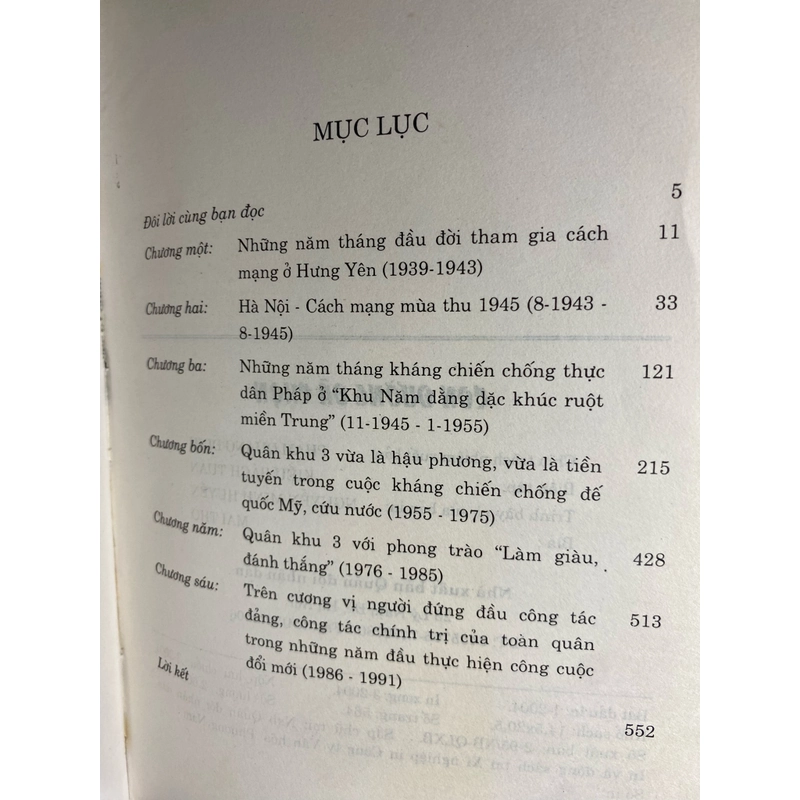 MỤC LỤC
Đôi lời cùng bạn đọc 5
Chương một: Những năm tháng đầu đời tham gia cách 11
mạng ở Hưng Yên (1939-1943)
Chương hai: Hà Nội - Cách mạng mùa thu 1945 (8-1943 - 33
8-1945)
Chương ba: Những năm tháng kháng chiến chống thực 121
dân Pháp ở “Khu Năm dằng dặc khúc ruột
miền Trung” (11-1945 - 1-1955)
Chương bốn: Quân khu 3 vừa là hậu phương, vừa là tiền 215
tuyến trong cuộc kháng chiến chống đế
quốc Mỹ, cứu nước (1955 - 1975)
Chương năm: Quân khu 3 với phong trào “Làm giàu, 428
đánh thắng” (1976 - 1985)
Chương sáu: Trên cương vị người đứng đầu công tác 513
đảng, công tác chính trị của toàn quân
trong những năm đầu thực hiện công cuộc
đổi mới (1986 - 1991)
Lời kết 552